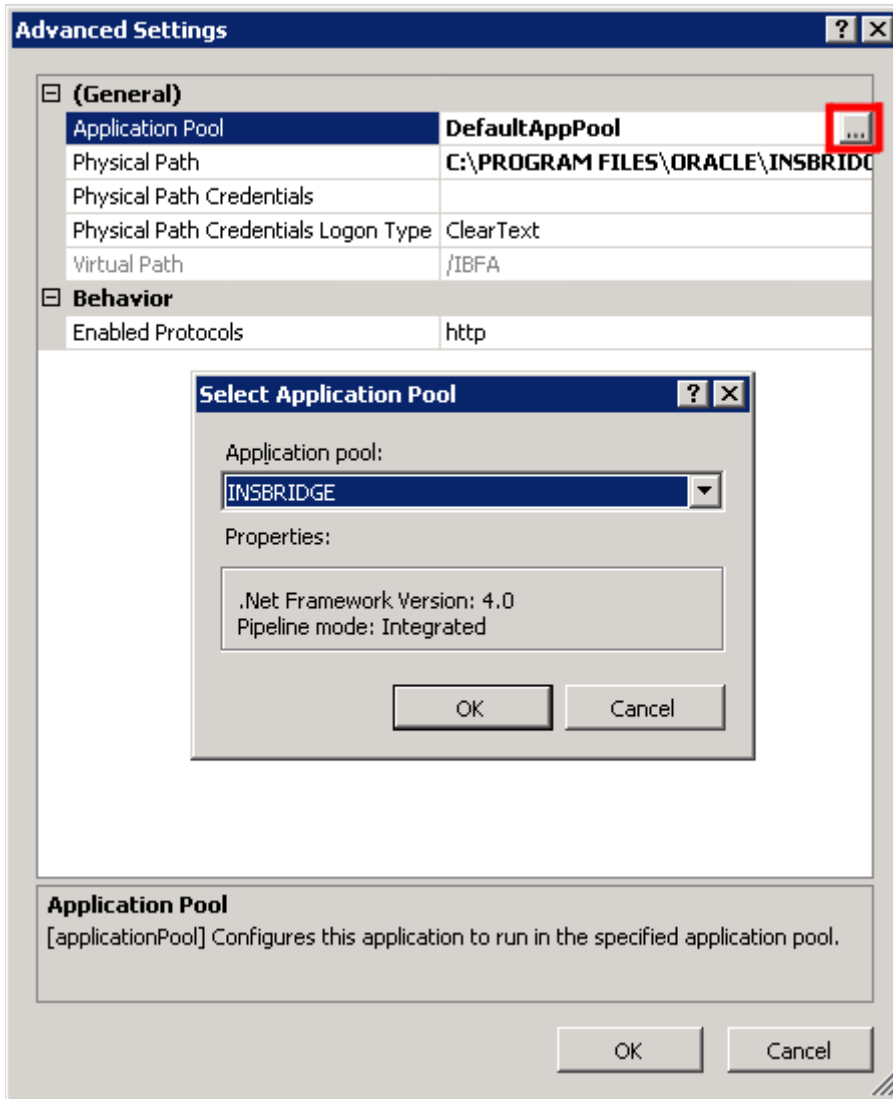 Advanced Settings
(General)
Application Pool DefaultAppPool ...
Physical Path C:\PROGRAM FILES\ORACLE\INSBRIDG
Physical Path Credentials
Physical Path Credentials Logon Type ClearText
Virtual Path /IBFA
Behavior
Enabled Protocols http
Select Application Pool
Application pool:
INSBRIDGE
Properties:
.Net Framework Version: 4.0
Pipeline mode: Integrated
OK Cancel
Application Pool
[applicationPool] Configures this application to run in the specified application pool.
OK Cancel